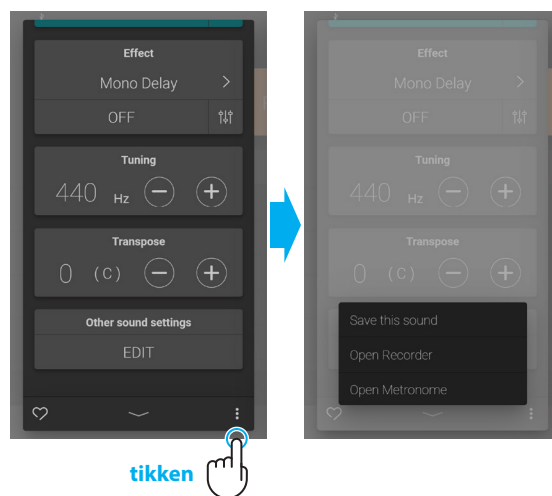 Effect
Mono Delay
OFF
Tuning
440 Hz
Transpose
0 (C)
Other sound settings
EDIT
tikken
Effect
Mono Delay
OFF
Tuning
440 Hz
Transpose
0 (C)
Save this sound
Open Recorder
Open Metronome